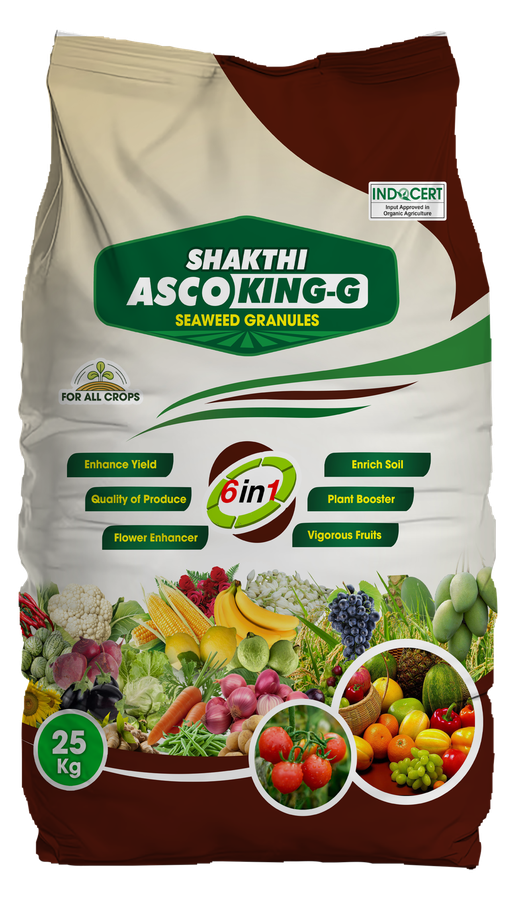 INDOCERT
Input Approved in
Organic Agriculture
SHAKTHI
ASCO KING-G
SEAWEED GRANULES
FOR ALL CROPS
Enhance Yield
Quality of Produce
Flower Enhancer
6in1
Enrich Soil
Plant Booster
Vigorous Fruits
25
Kg